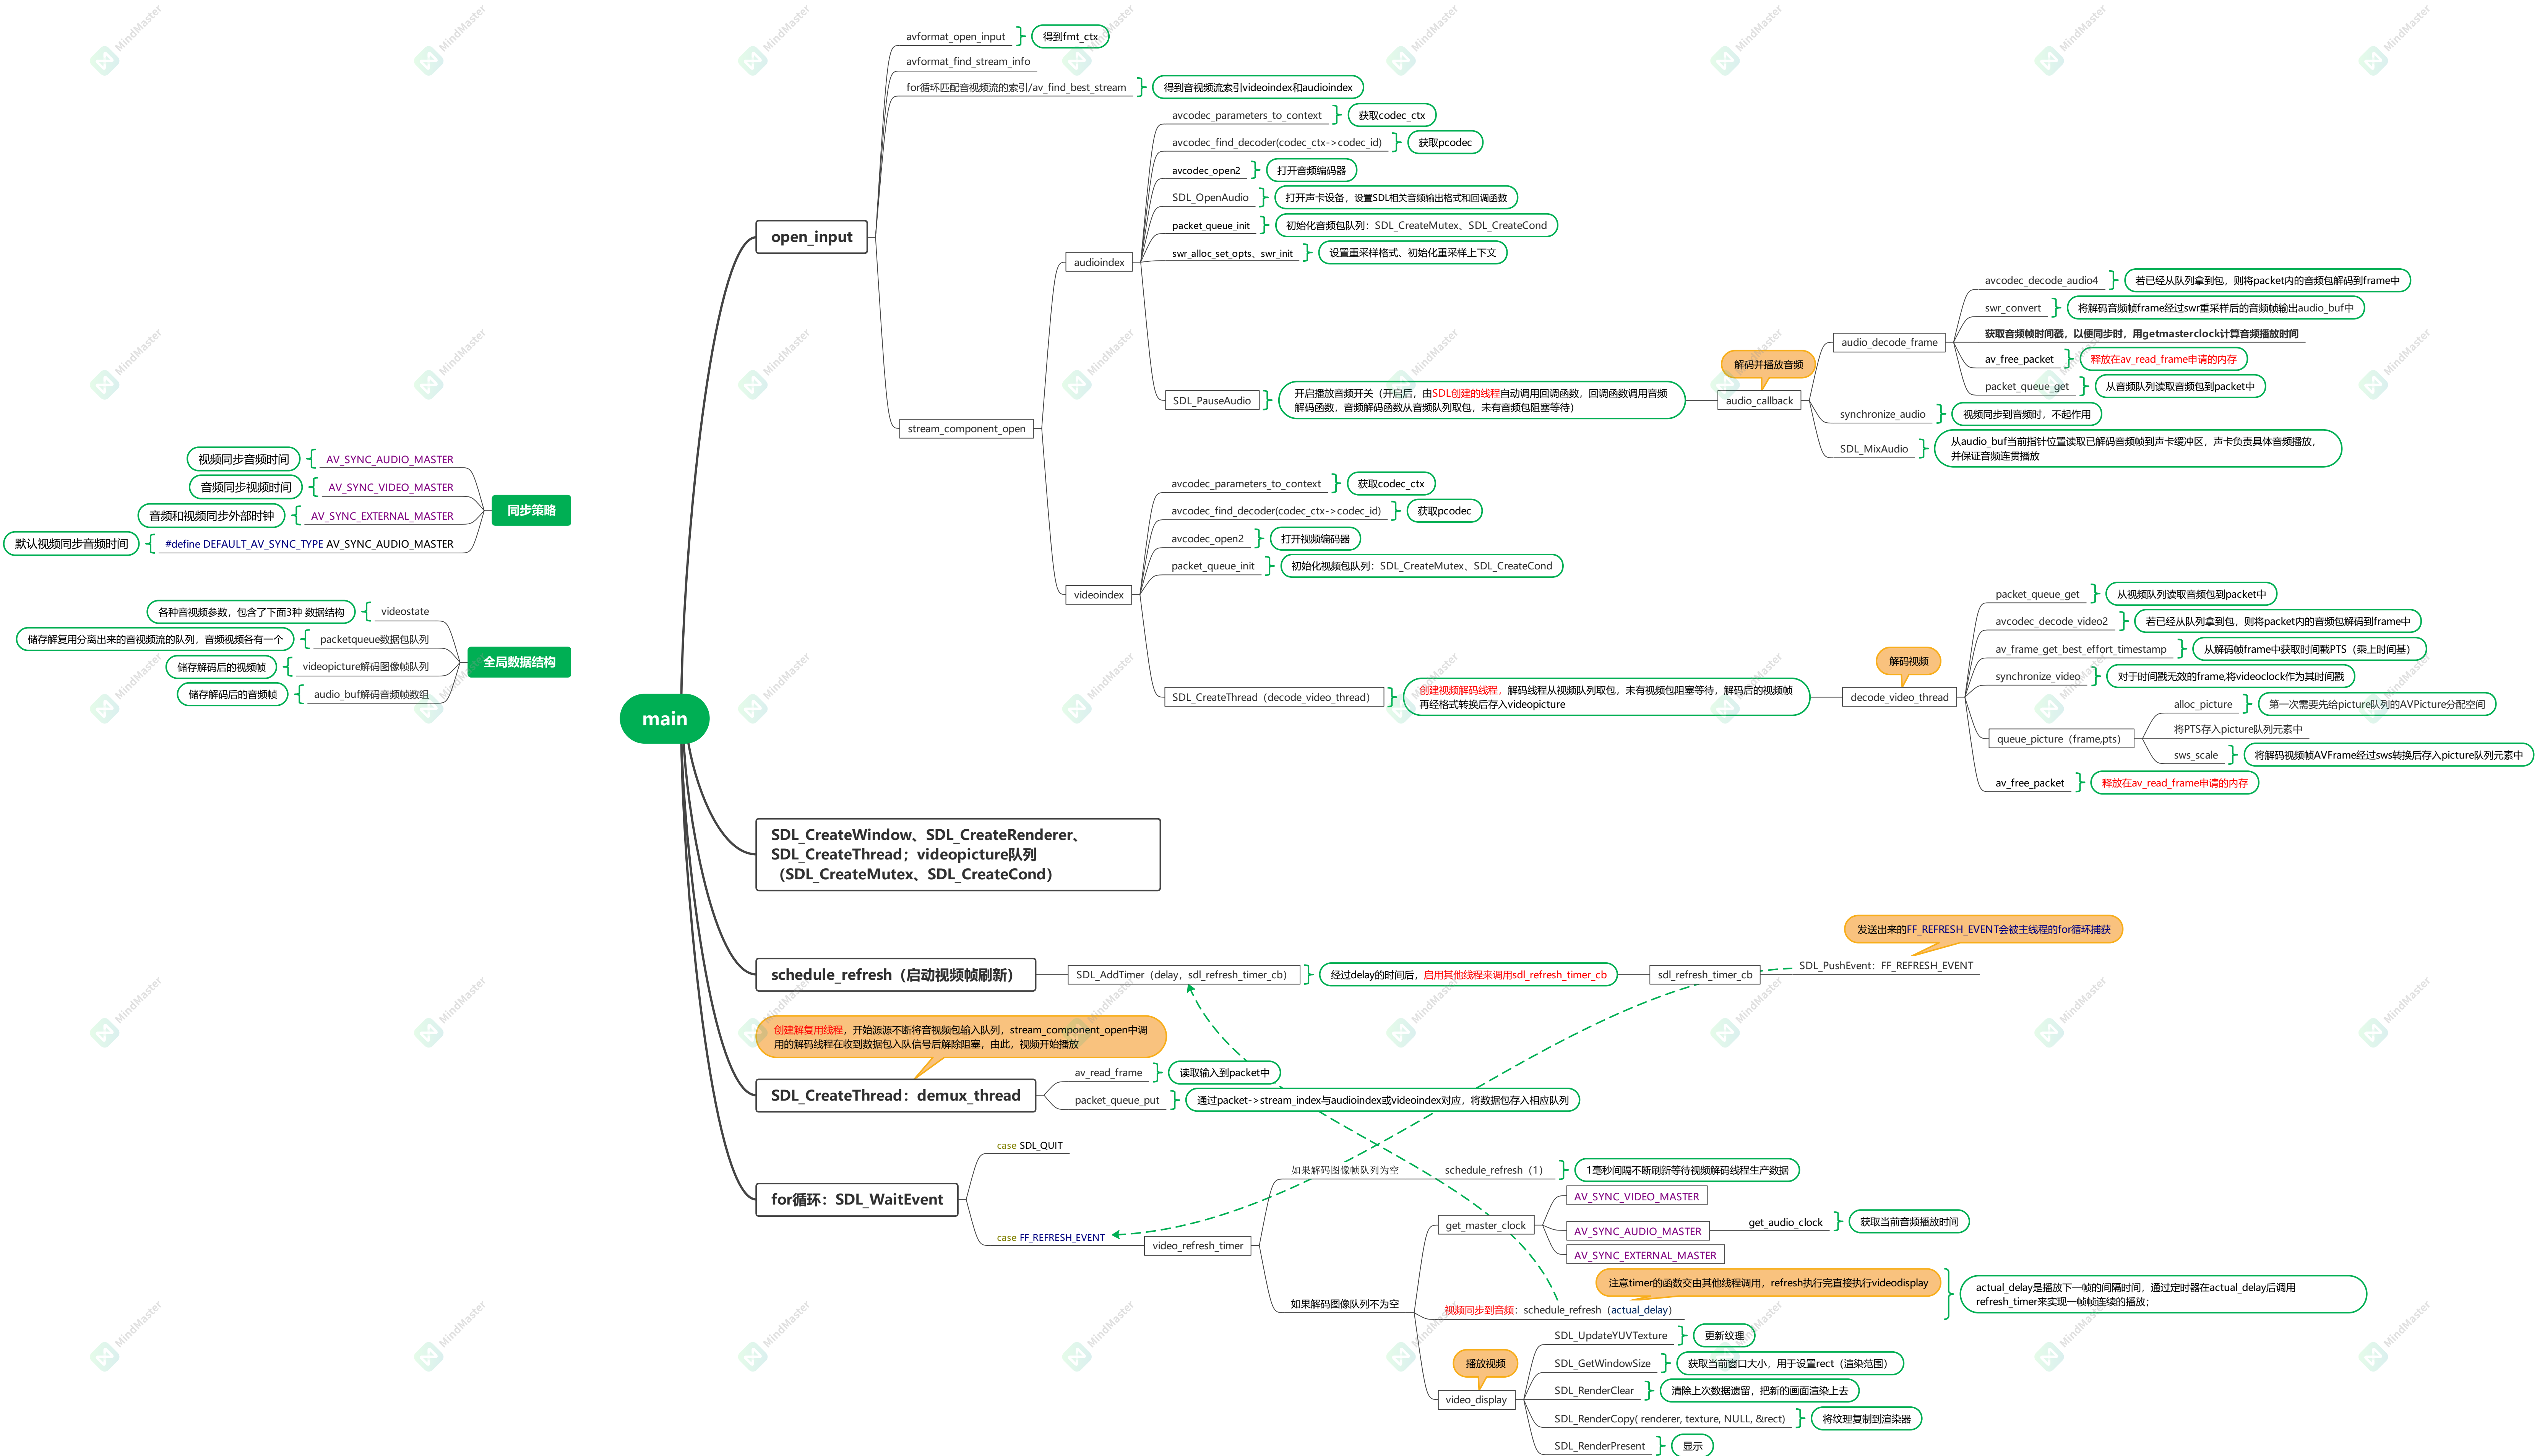 main
open_input
avformat_open_input
得到fmt_ctx
avformat_find_stream_info
for循环匹配音视频流的索引/av_find_best_stream
得到音视频流索引videoindex和audioindex
stream_component_open
audioindex
avcodec_parameters_to_context
获取codec_ctx
avcodec_find_decoder(codec_ctx->codec_id)
获取pcodec
avcodec_open2
打开音频编码器
SDL_OpenAudio
打开声卡设备，设置SDL相关音频输出格式和回调函数
packet_queue_init
初始化音频包队列：SDL_CreateMutex、SDL_CreateCond
swr_alloc_set_opts、swr_init
设置重采样格式、初始化重采样上下文
SDL_PauseAudio
开启播放音频开关（开启后，由SDL创建的线程自动调用回调函数，回调函数调用音频
解码函数，音频解码函数从音频队列取包，未有音频包阻塞等待）
解码并播放音频
audio_callback
audio_decode_frame
avcodec_decode_audio4
若已经从队列拿到包，则将packet内的音频包解码到frame中
swr_convert
将解码音频帧frame经过swr重采样后的音频帧输出audio_buf中
获取音频帧时间戳，以便同步时，用getmasterclock计算音频播放时间
av_free_packet
释放在av_read_frame申请的内存
packet_queue_get
从音频队列读取音频包到packet中
synchronize_audio
视频同步到音频时，不起作用
SDL_MixAudio
从audio_buf当前指针位置读取已解码音频帧到声卡缓冲区，声卡负责具体音频播放，
并保证音频连贯播放
videoindex
avcodec_parameters_to_context
获取codec_ctx
avcodec_find_decoder(codec_ctx->codec_id)
获取pcodec
avcodec_open2
打开视频编码器
packet_queue_init
初始化视频包队列：SDL_CreateMutex、SDL_CreateCond
SDL_CreateThread（decode_video_thread）
创建视频解码线程，解码线程从视频队列取包，未有视频包阻塞等待，解码后的视频帧
再经格式转换后存入videopicture
解码视频
decode_video_thread
packet_queue_get
从视频队列读取音频包到packet中
avcodec_decode_video2
若已经从队列拿到包，则将packet内的音频包解码到frame中
av_frame_get_best_effort_timestamp
从解码帧frame中获取时间戳PTS（乘上时间基）
synchronize_video
对于时间戳无效的frame,将videoclock作为其时间戳
queue_picture（frame,pts）
alloc_picture
第一次需要先给picture队列的AVPicture分配空间
将PTS存入picture队列元素中
sws_scale
将解码视频帧AVFrame经过sws转换后存入picture队列元素中
av_free_packet
释放在av_read_frame申请的内存
SDL_CreateWindow、SDL_CreateRenderer、
SDL_CreateThread；videopicture队列
（SDL_CreateMutex、SDL_CreateCond）
schedule_refresh（启动视频帧刷新）
SDL_AddTimer（delay，sdl_refresh_timer_cb）
经过delay的时间后，启用其他线程来调用sdl_refresh_timer_cb
sdl_refresh_timer_cb
SDL_PushEvent：FF_REFRESH_EVENT
发送出来的FF_REFRESH_EVENT会被主线程的for循环捕获
创建解复用线程，开始源源不断将音视频包输入队列，stream_component_open中调
用的解码线程在收到数据包入队信号后解除阻塞，由此，视频开始播放
SDL_CreateThread：demux_thread
av_read_frame
读取输入到packet中
packet_queue_put
通过packet->stream_index与audioindex或videoindex对应，将数据包存入相应队列
for循环：SDL_WaitEvent
case SDL_QUIT
case FF_REFRESH_EVENT
video_refresh_timer
如果解码图像帧队列为空
schedule_refresh（1）
1毫秒间隔不断刷新等待视频解码线程生产数据
如果解码图像队列不为空
get_master_clock
AV_SYNC_VIDEO_MASTER
AV_SYNC_AUDIO_MASTER
get_audio_clock
获取当前音频播放时间
AV_SYNC_EXTERNAL_MASTER
注意timer的函数交由其他线程调用，refresh执行完直接执行videodisplay
视频同步到音频：schedule_refresh（actual_delay）
actual_delay是播放下一帧的间隔时间，通过定时器在actual_delay后调用
refresh_timer来实现一帧帧连续的播放；
播放视频
video_display
SDL_UpdateYUVTexture
更新纹理
SDL_GetWindowSize
获取当前窗口大小，用于设置rect（渲染范围）
SDL_RenderClear
清除上次数据遗留，把新的画面渲染上去
SDL_RenderCopy( renderer, texture, NULL, &rect)
将纹理复制到渲染器
SDL_RenderPresent
显示
同步策略
视频同步音频时间
AV_SYNC_AUDIO_MASTER
音频同步视频时间
AV_SYNC_VIDEO_MASTER
音频和视频同步外部时钟
AV_SYNC_EXTERNAL_MASTER
默认视频同步音频时间
#define DEFAULT_AV_SYNC_TYPE AV_SYNC_AUDIO_MASTER
全局数据结构
各种音视频参数，包含了下面3种 数据结构
videostate
储存解复用分离出来的音视频流的队列，音频视频各有一个
packetqueue数据包队列
储存解码后的视频帧
videopicture解码图像帧队列
储存解码后的音频帧
audio_buf解码音频帧数组
MindMaster